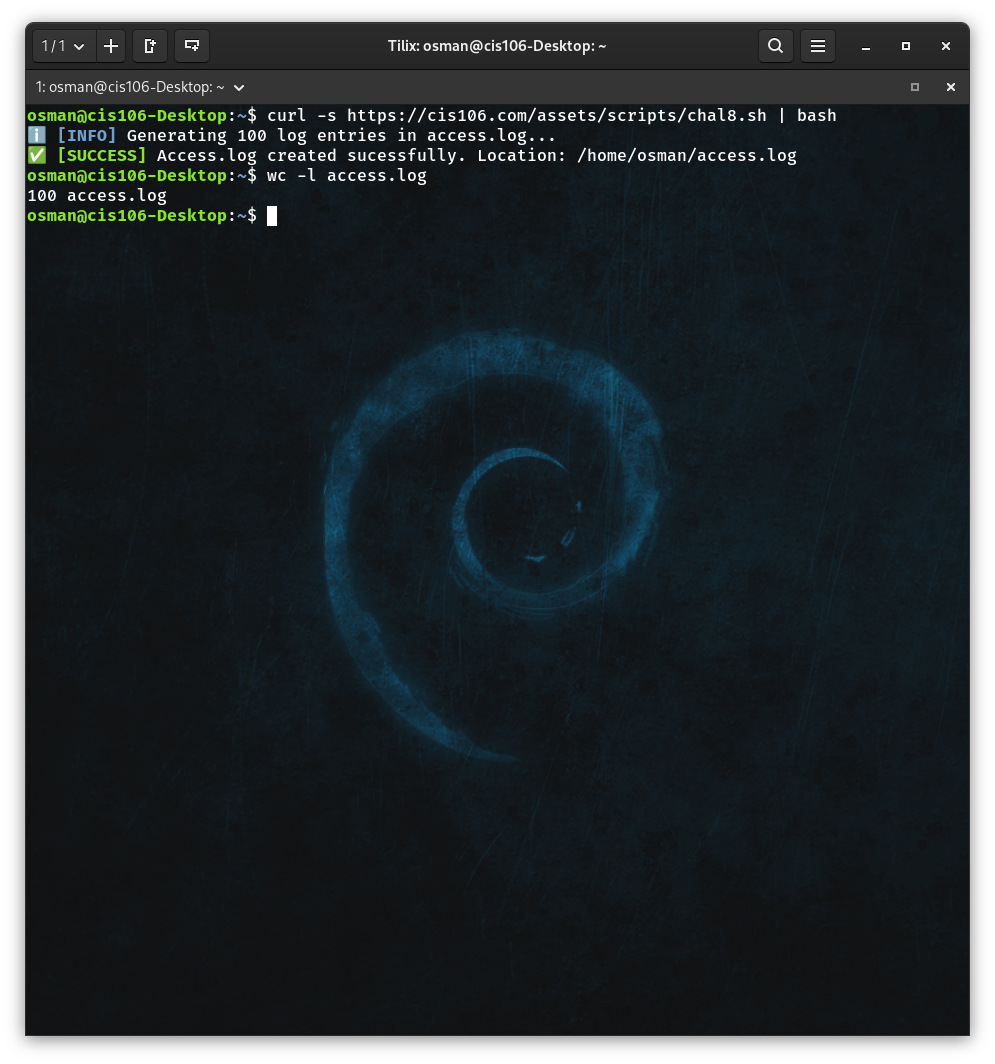 1 / 1
Tilix: osman@cis106-Desktop: ~
1: osman@cis106-Desktop: ~
osman@cis106-Desktop:~$ curl -s https://cis106.com/assets/scripts/chal8.sh | bash
ℹ️ [INFO] Generating 100 log entries in access.log...
✅ [SUCCESS] Access.log created sucessfully. Location: /home/osman/access.log
osman@cis106-Desktop:~$ wc -l access.log
100 access.log
osman@cis106-Desktop:~$